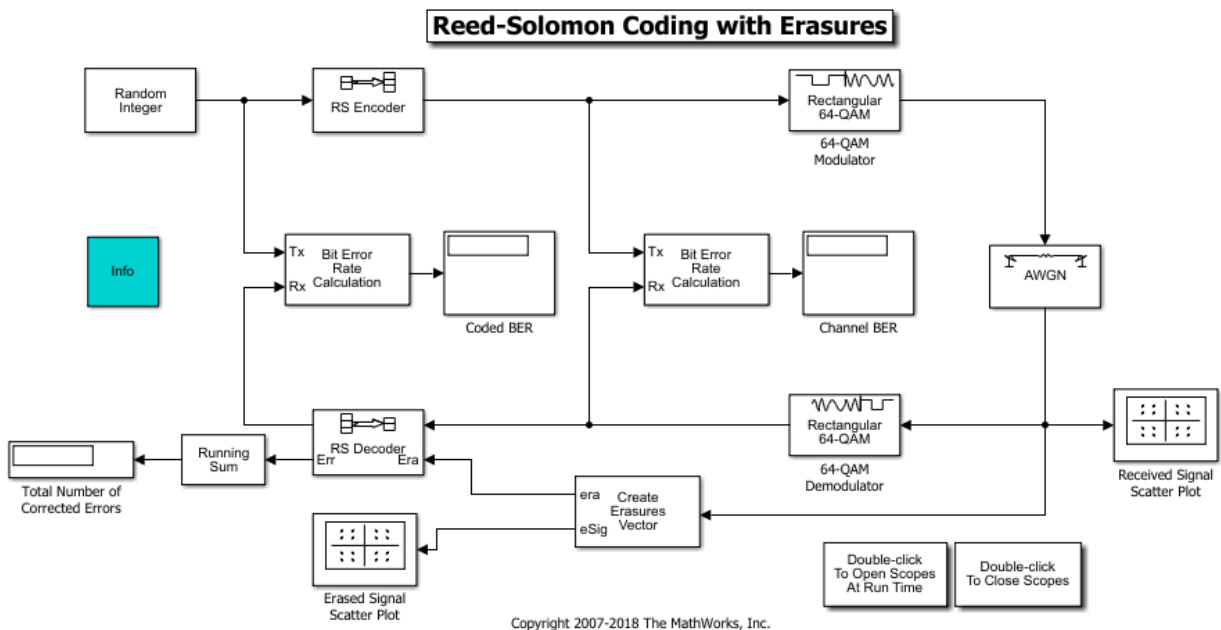 Reed-Solomon Coding with Erasures
Random
Integer
RS Encoder
Rectangular
64-QAM
64-QAM
Modulator
Info
Tx
Rx
Bit Error
Rate
Calculation
Coded BER
Tx
Rx
Bit Error
Rate
Calculation
Channel BER
AWGN
RS Decoder
Err
Era
Rectangular
64-QAM
64-QAM
Demodulator
Received Signal
Scatter Plot
Running
Sum
Total Number of
Corrected Errors
era
eSig
Create
Erasures
Vector
Erased Signal
Scatter Plot
Double-click
To Open Scopes
At Run Time
Double-click
To Close Scopes
Copyright 2007-2018 The MathWorks, Inc.